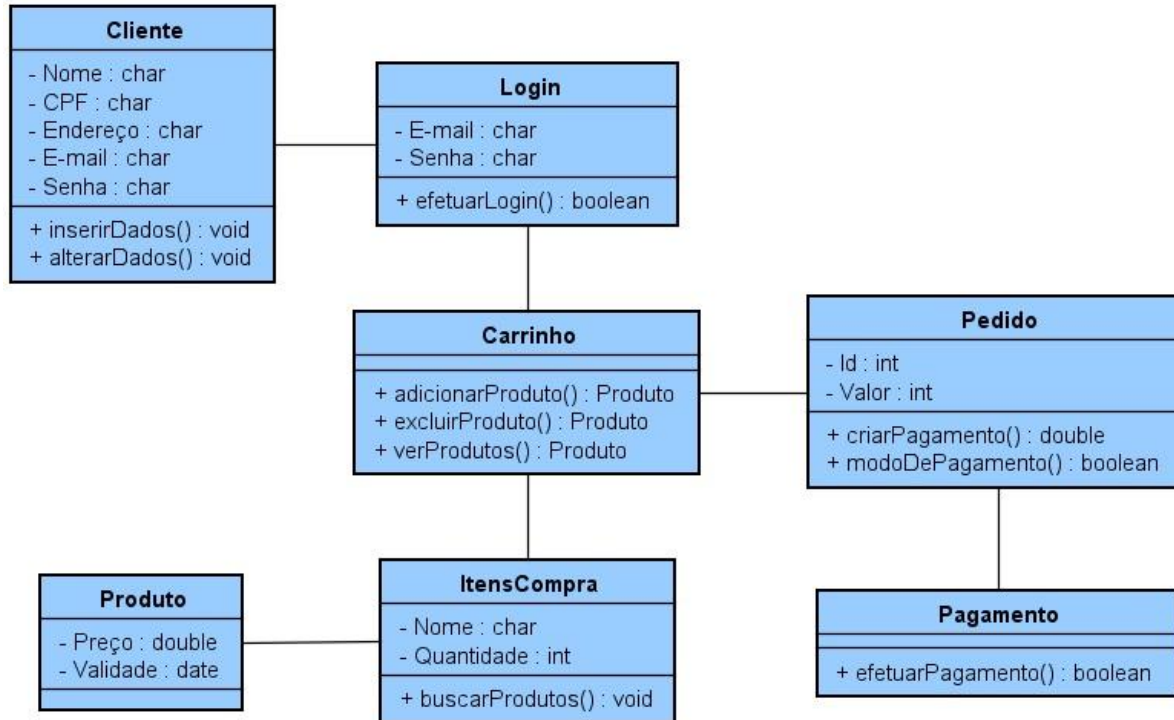 Cliente
- Nome : char
- CPF : char
- Endereço : char
- E-mail : char
- Senha : char
+ inserirDados() : void
+ alterarDados() : void
Login
- E-mail : char
- Senha : char
+ efetuarLogin() : boolean
Carrinho
+ adicionarProduto() : Produto
+ excluirProduto() : Produto
+ verProdutos() : Produto
Pedido
- Id : int
- Valor : int
+ criarPagamento() : double
+ modoDePagamento() : boolean
Produto
- Preço : double
- Validade : date
ItensCompra
- Nome : char
- Quantidade : int
+ buscarProdutos() : void
Pagamento
+ efetuarPagamento() : boolean